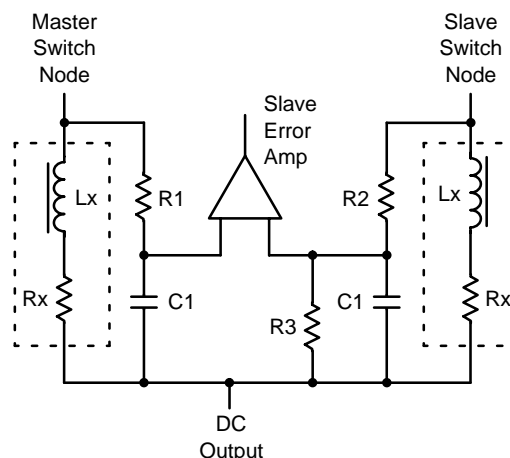 Master
Switch
Node
Slave
Switch
Node
Slave
Error
Amp
Lx
R1
R2
Lx
Rx
C1
R3
C1
Rx
DC
Output